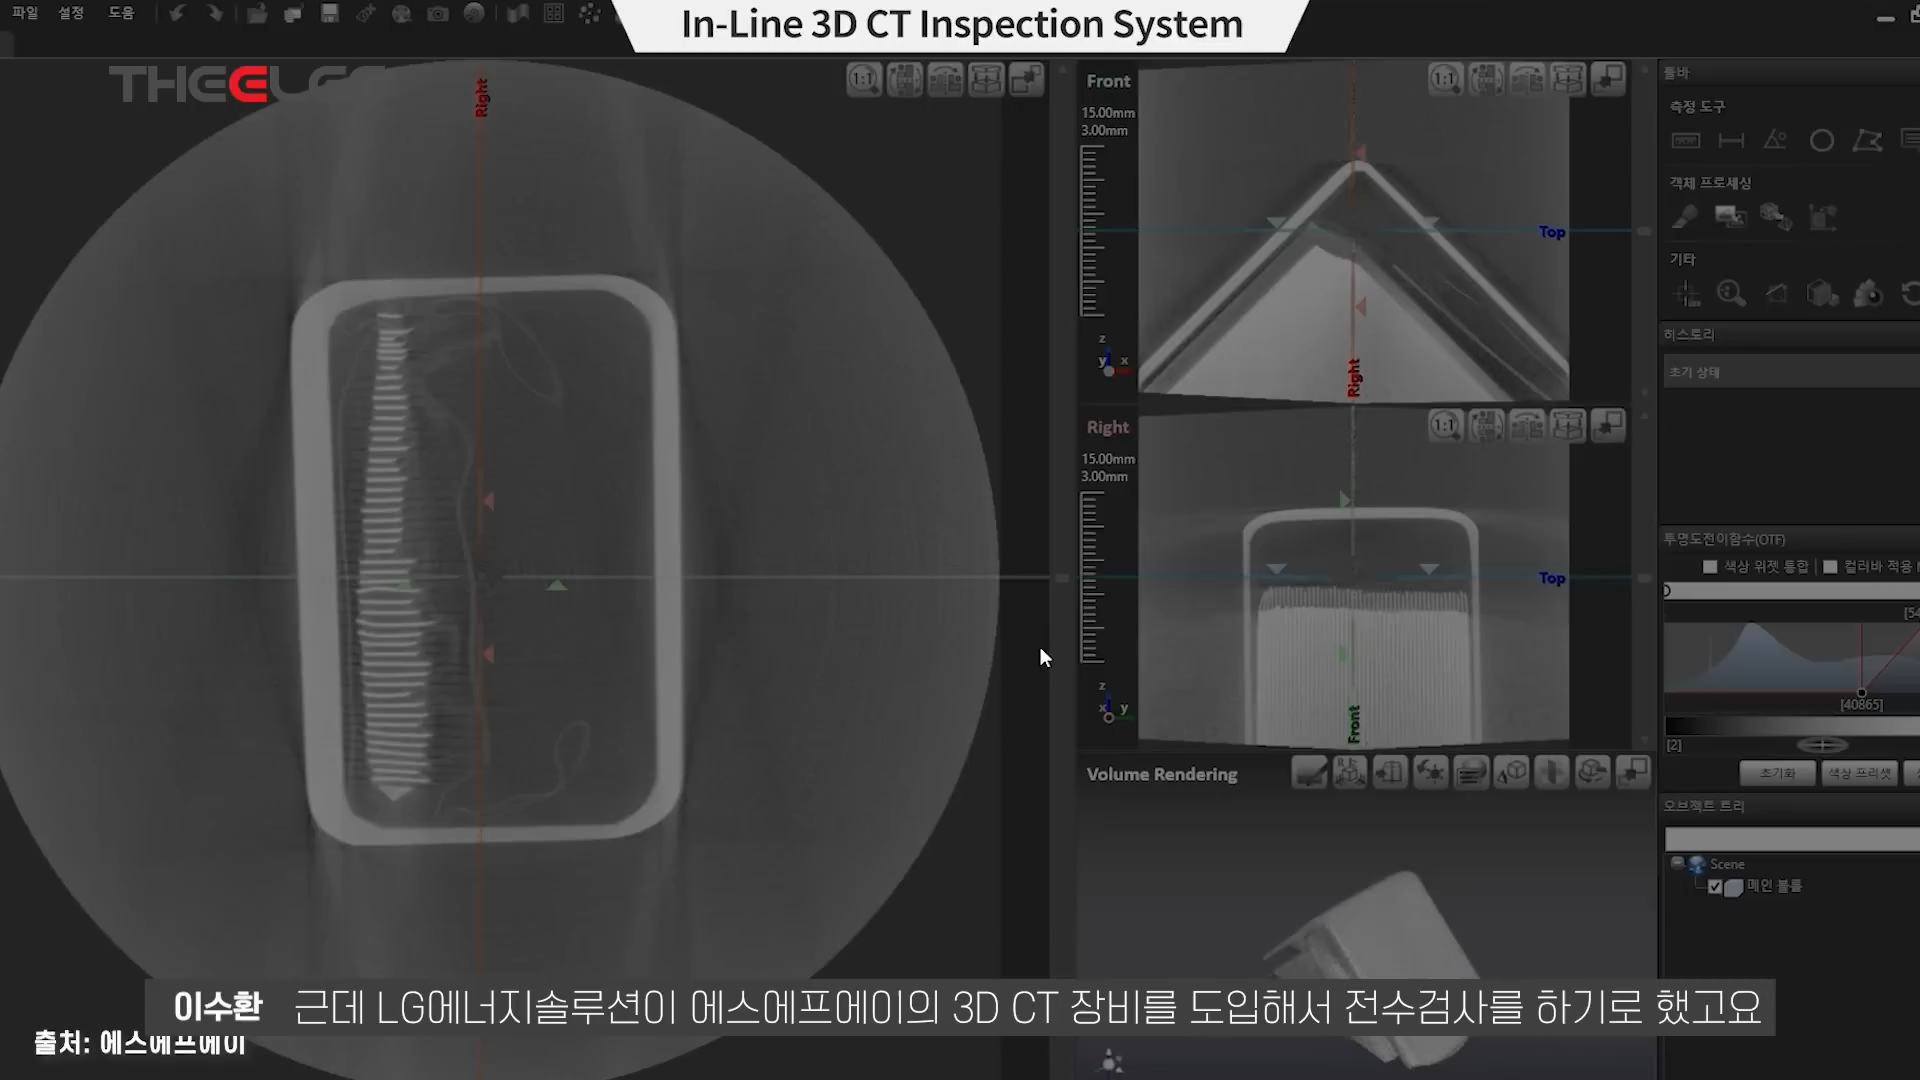 In-Line 3D CT Inspection System
파일 설정 도움
THEELEC
Right
Front
15.00mm
3.00mm
z
y x
Top
Right
Right
15.00mm
3.00mm
z
x y
Top
Front
Volume Rendering
툴바
측정 도구
객체 프로세싱
기타
히스토리
초기 상태
투명도전이함수(OTF)
색상 위젯 통합 | 컬러바 적용
[40865]
[2]
초기화 색상 프리셋
오브젝트 트리
Scene
메인 볼륨
이수환 근데 LG에너지솔루션이 에스에프에이의 3D CT 장비를 도입해서 전수검사를 하기로 했고요
출처: 에스에프에이